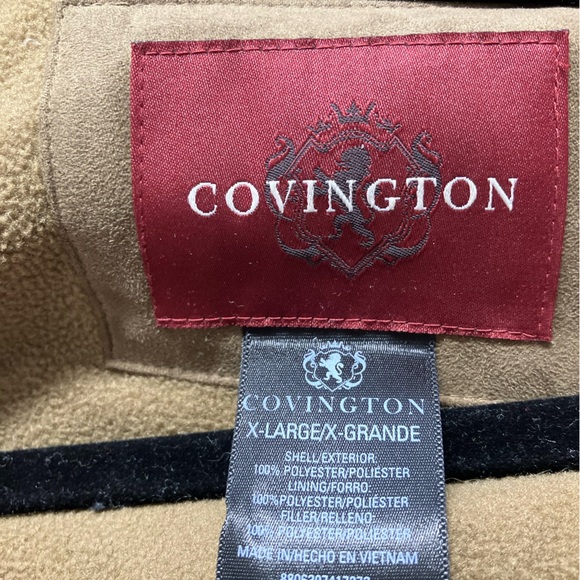 COVINGTON
COVINGTON
X-LARGE/X-GRANDE
SHELL/EXTERIOR:
100% POLYESTER/POLIÉSTER
LINING/FORRO:
100%POLYESTER/POLIÉSTER
FILLER/RELLENO:
100% POLYESTER/POLIÉSTER
MADE IN/HECHO EN VIETNAM